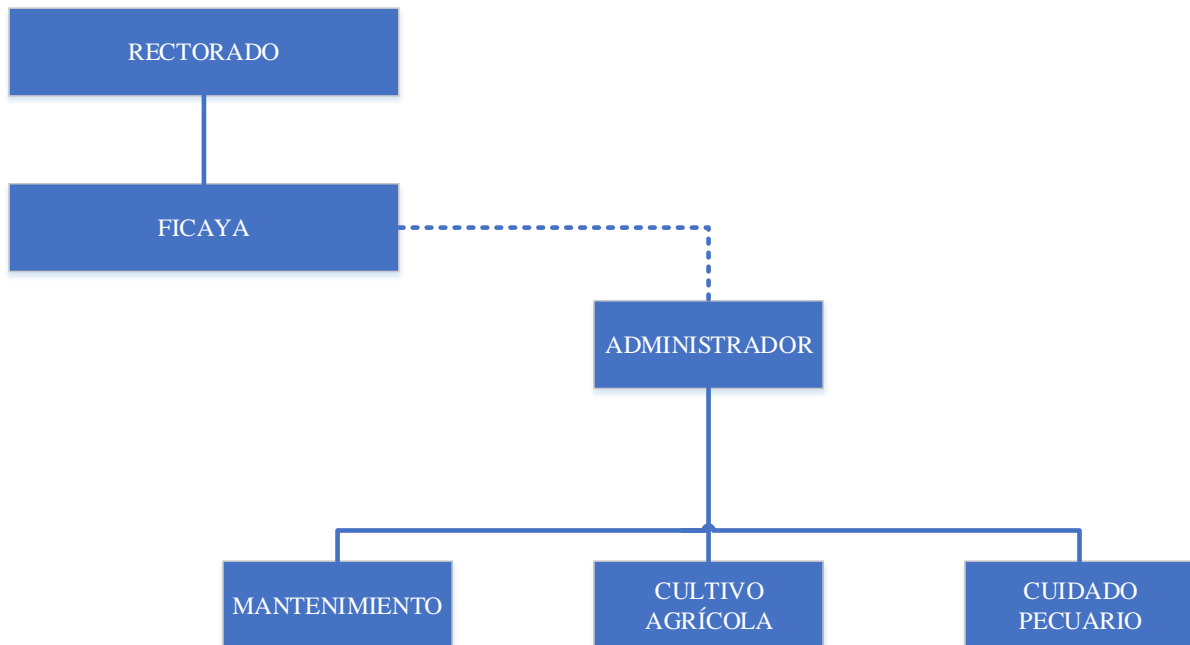 RECTORADO
FICAYA
ADMINISTRADOR
MANTENIMIENTO
CULTIVO
AGRÍCOLA
CUIDADO
PECUARIO